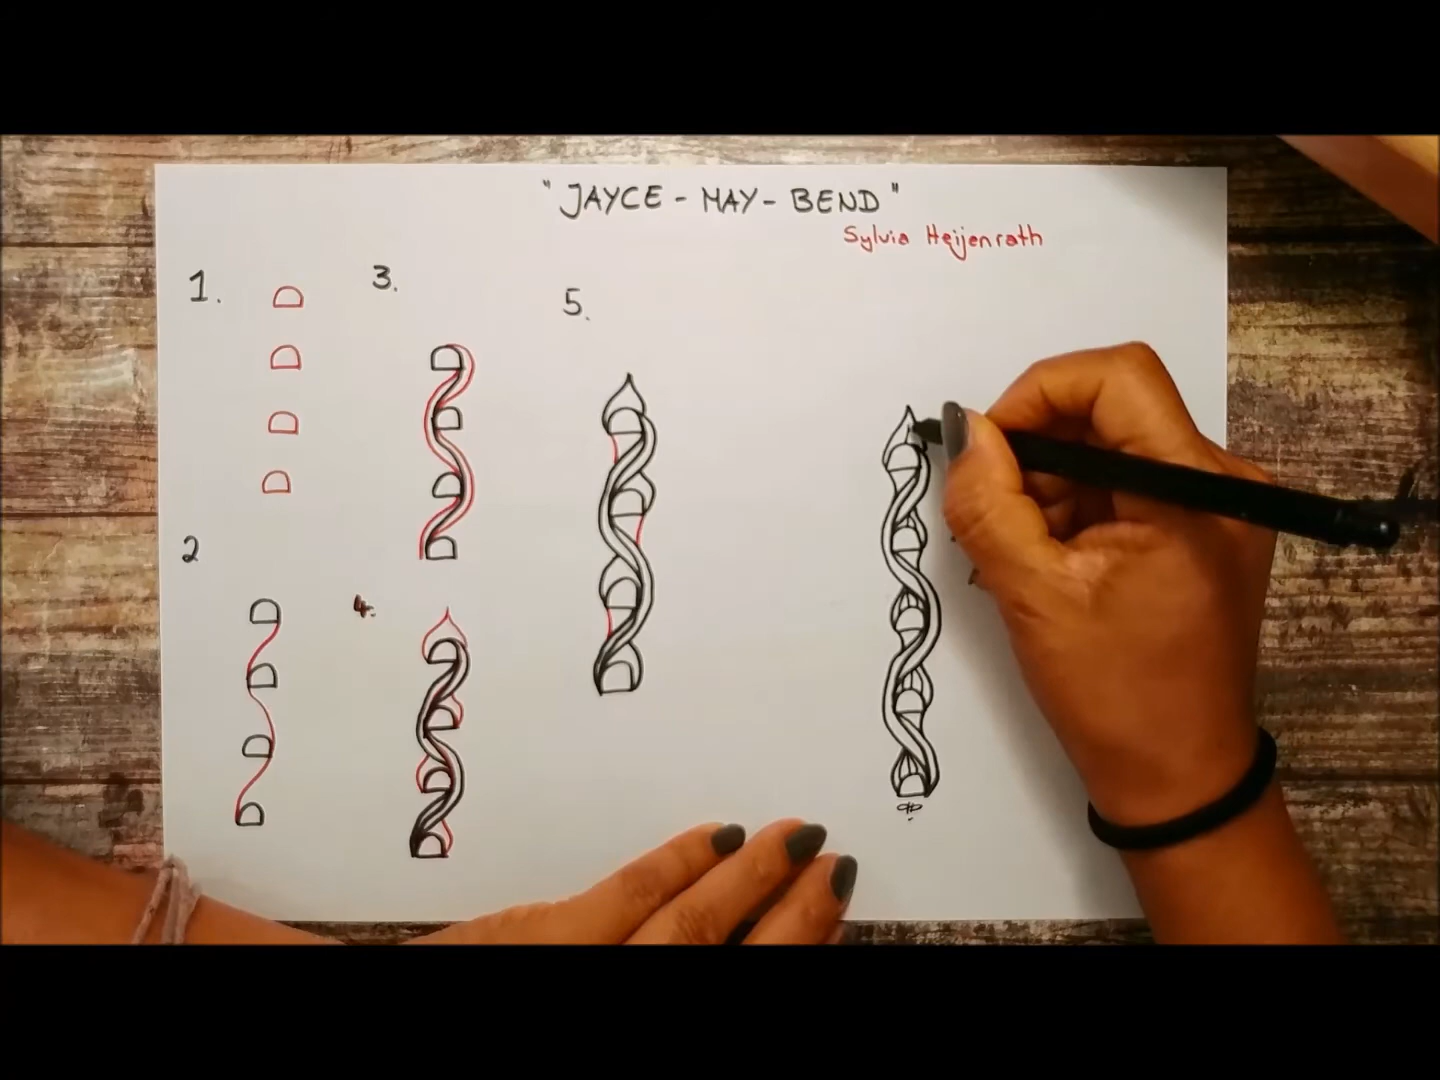 "JAYCE - MAY - BEND"
Sylvia Heijenrath
1.
3.
5.
2
4.